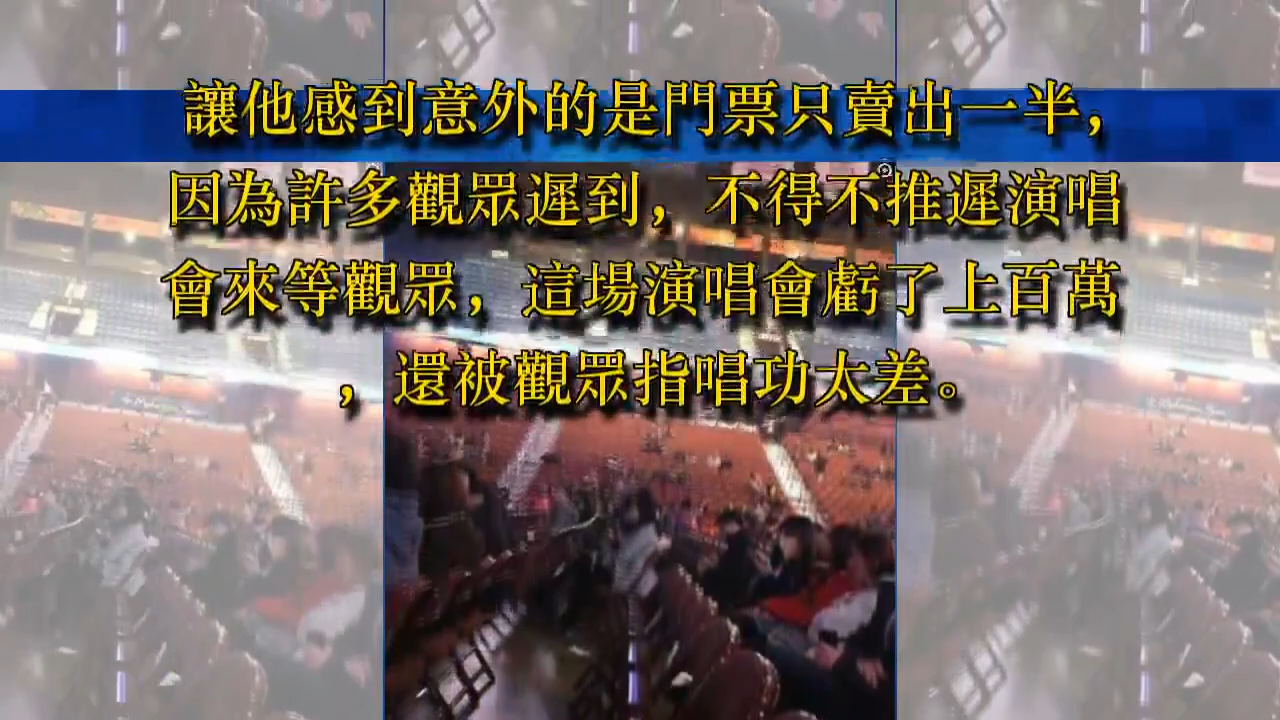 讓他感到意外的是門票只賣出一半，
因為許多觀眾遲到，不得不推遲演唱
會來等觀眾，這場演唱會虧了上百萬
，還被觀眾指唱功太差。